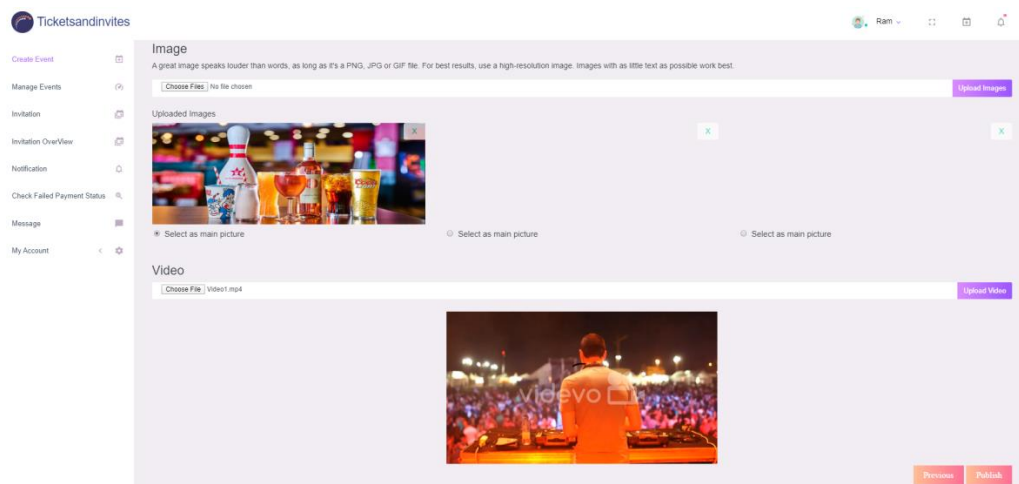 Ticketsandinvites
Ram
Create Event
Manage Events
Invitation
Invitation OverView
Notification
Check Failed Payment Status
Message
My Account
Image
A great image speaks louder than words, as long as it's a PNG, JPG or GIF file. For best results, use a high-resolution image. Images with as little text as possible work best.
Choose Files No file chosen
Upload Images
Uploaded Images
X X X
Select as main picture Select as main picture Select as main picture
Video
Choose File Video1.mp4
Upload Video
videvo
Previous Publish